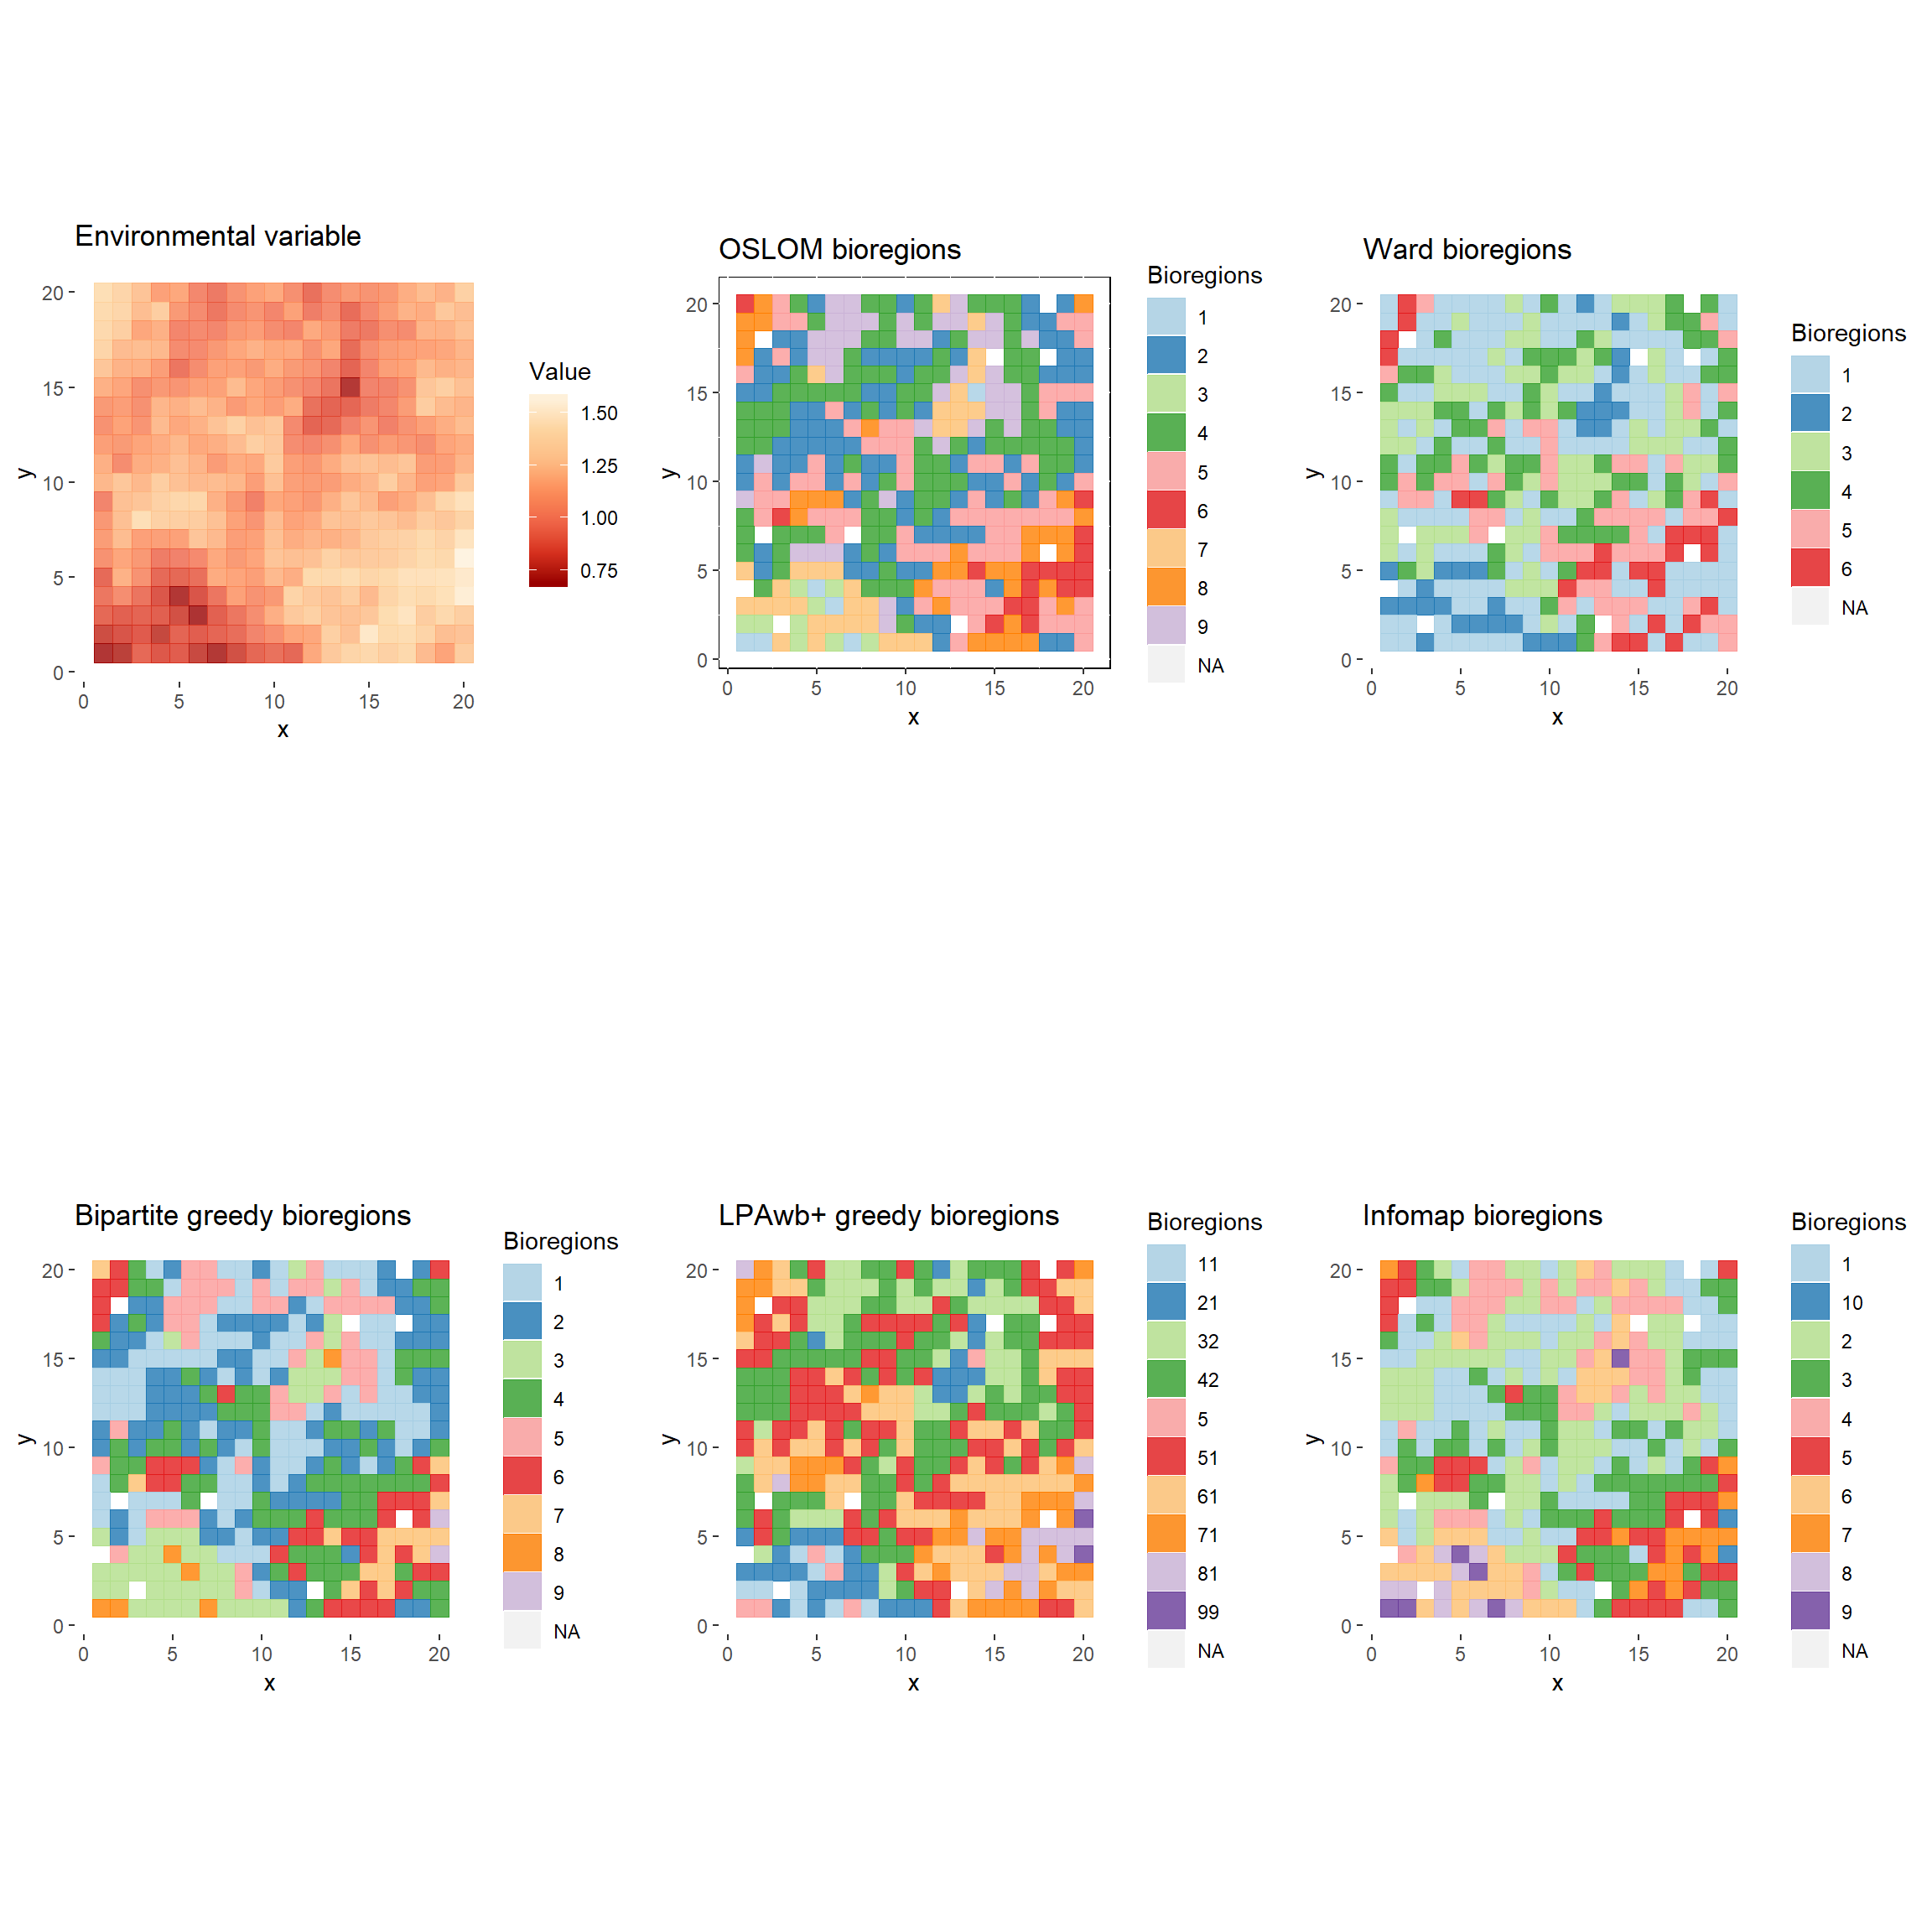 Environmental variable
20
15
10
5
0
y
0 5 10 15 20
x
Value
1.50
1.25
1.00
0.75
OSLOM bioregions
20
15
10
5
0
y
0 5 10 15 20
x
Bioregions
1
2
3
4
5
6
7
8
9
NA
Ward bioregions
20
15
10
5
0
y
0 5 10 15 20
x
Bioregions
1
2
3
4
5
6
NA
Bipartite greedy bioregions
20
15
10
5
0
y
0 5 10 15 20
x
Bioregions
1
2
3
4
5
6
7
8
9
NA
LPAwb+ greedy bioregions
20
15
10
5
0
y
0 5 10 15 20
x
Bioregions
11
21
32
42
5
51
61
71
81
99
NA
Infomap bioregions
20
15
10
5
0
y
0 5 10 15 20
x
Bioregions
1
10
2
3
4
5
6
7
8
9
NA